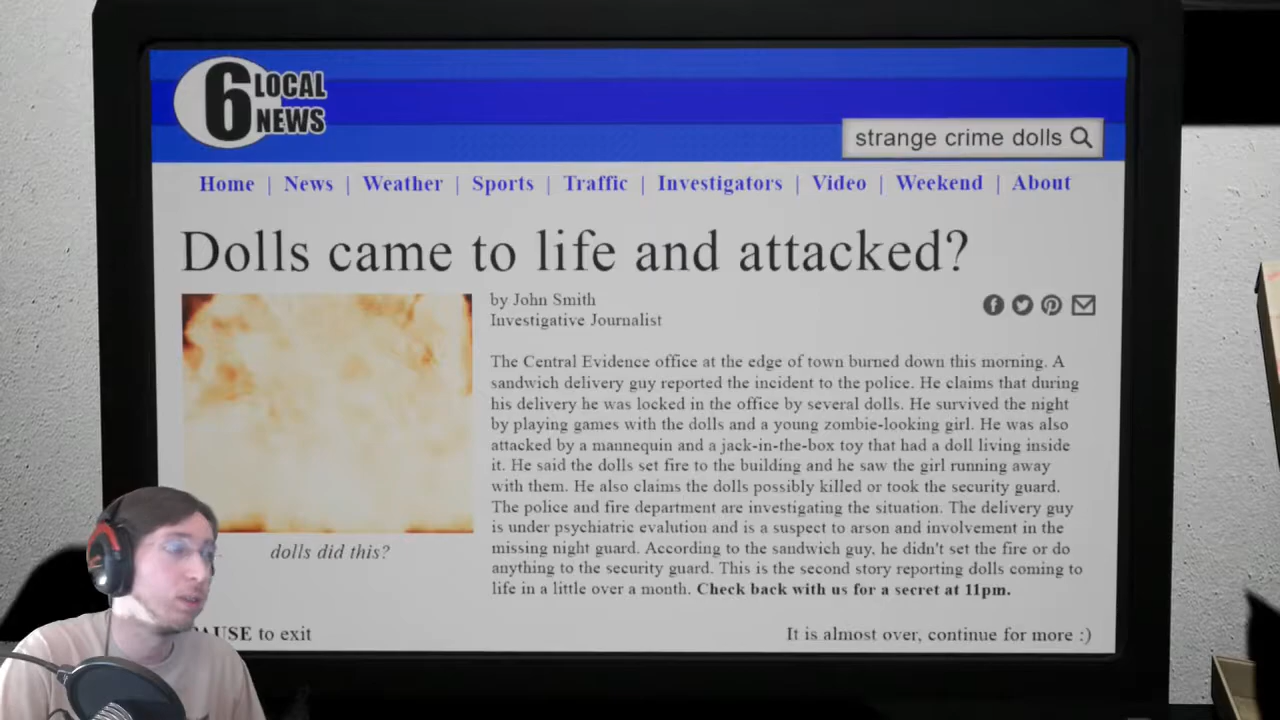 6 LOCAL
NEWS
strange crime dolls
Home | News | Weather | Sports | Traffic | Investigators | Video | Weekend | About
Dolls came to life and attacked?
by John Smith
Investigative Journalist
The Central Evidence office at the edge of town burned down this morning. A
sandwich delivery guy reported the incident to the police. He claims that during
his delivery he was locked in the office by several dolls. He survived the night
by playing games with the dolls and a young zombie-looking girl. He was also
attacked by a mannequin and a jack-in-the-box toy that had a doll living inside
it. He said the dolls set fire to the building and he saw the girl running away
with them. He also claims the dolls possibly killed or took the security guard.
The police and fire department are investigating the situation. The delivery guy
is under psychiatric evalution and is a suspect to arson and involvement in the
missing night guard. According to the sandwich guy, he didn't set the fire or do
anything to the security guard. This is the second story reporting dolls coming to
life in a little over a month. Check back with us for a secret at 11pm.
dolls did this?
AUSE to exit
It is almost over, continue for more :)